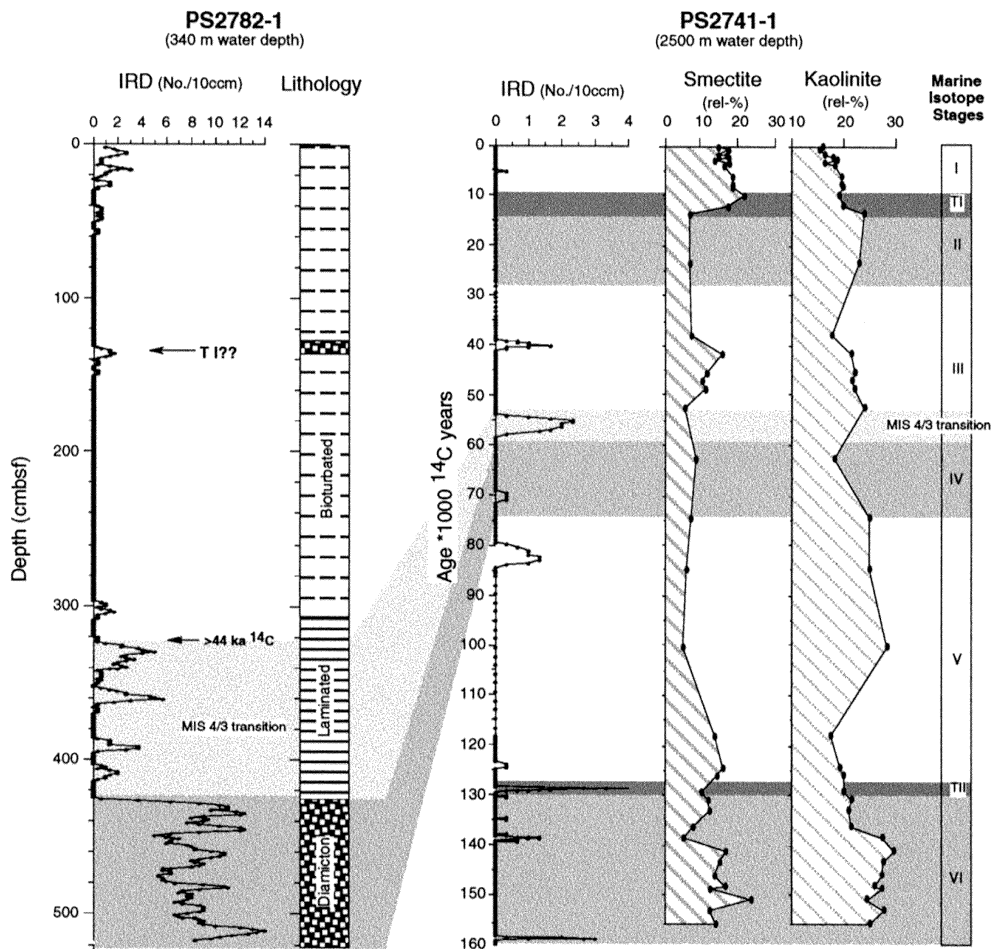 PS2782-1
(340 m water depth)
PS2741-1
(2500 m water depth)
IRD (No./10ccm)
Lithology
0 2 4 6 8 10 12 14
IRD (No./10ccm)
0 1 2 3 4
Smectite
(rel-%)
0 10 20 30
Kaolinite
(rel-%)
10 20 30
Marine
Isotope
Stages
Depth (cmbsf)
0
100
200
300
400
500
T I??
>44 ka 14C
MIS 4/3 transition
Bioturbated
Laminated
Diamicton
Age *1000 14C years
0
10
20
30
40
50
60
70
80
90
100
110
120
130
140
150
160
I
TI
II
III
MIS 4/3 transition
IV
V
TII
VI